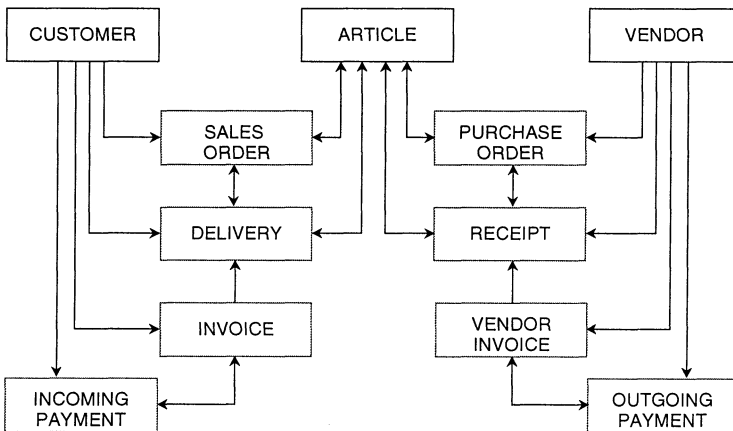 CUSTOMER
ARTICLE
VENDOR
SALES
ORDER
PURCHASE
ORDER
DELIVERY
RECEIPT
INVOICE
VENDOR
INVOICE
INCOMING
PAYMENT
OUTGOING
PAYMENT